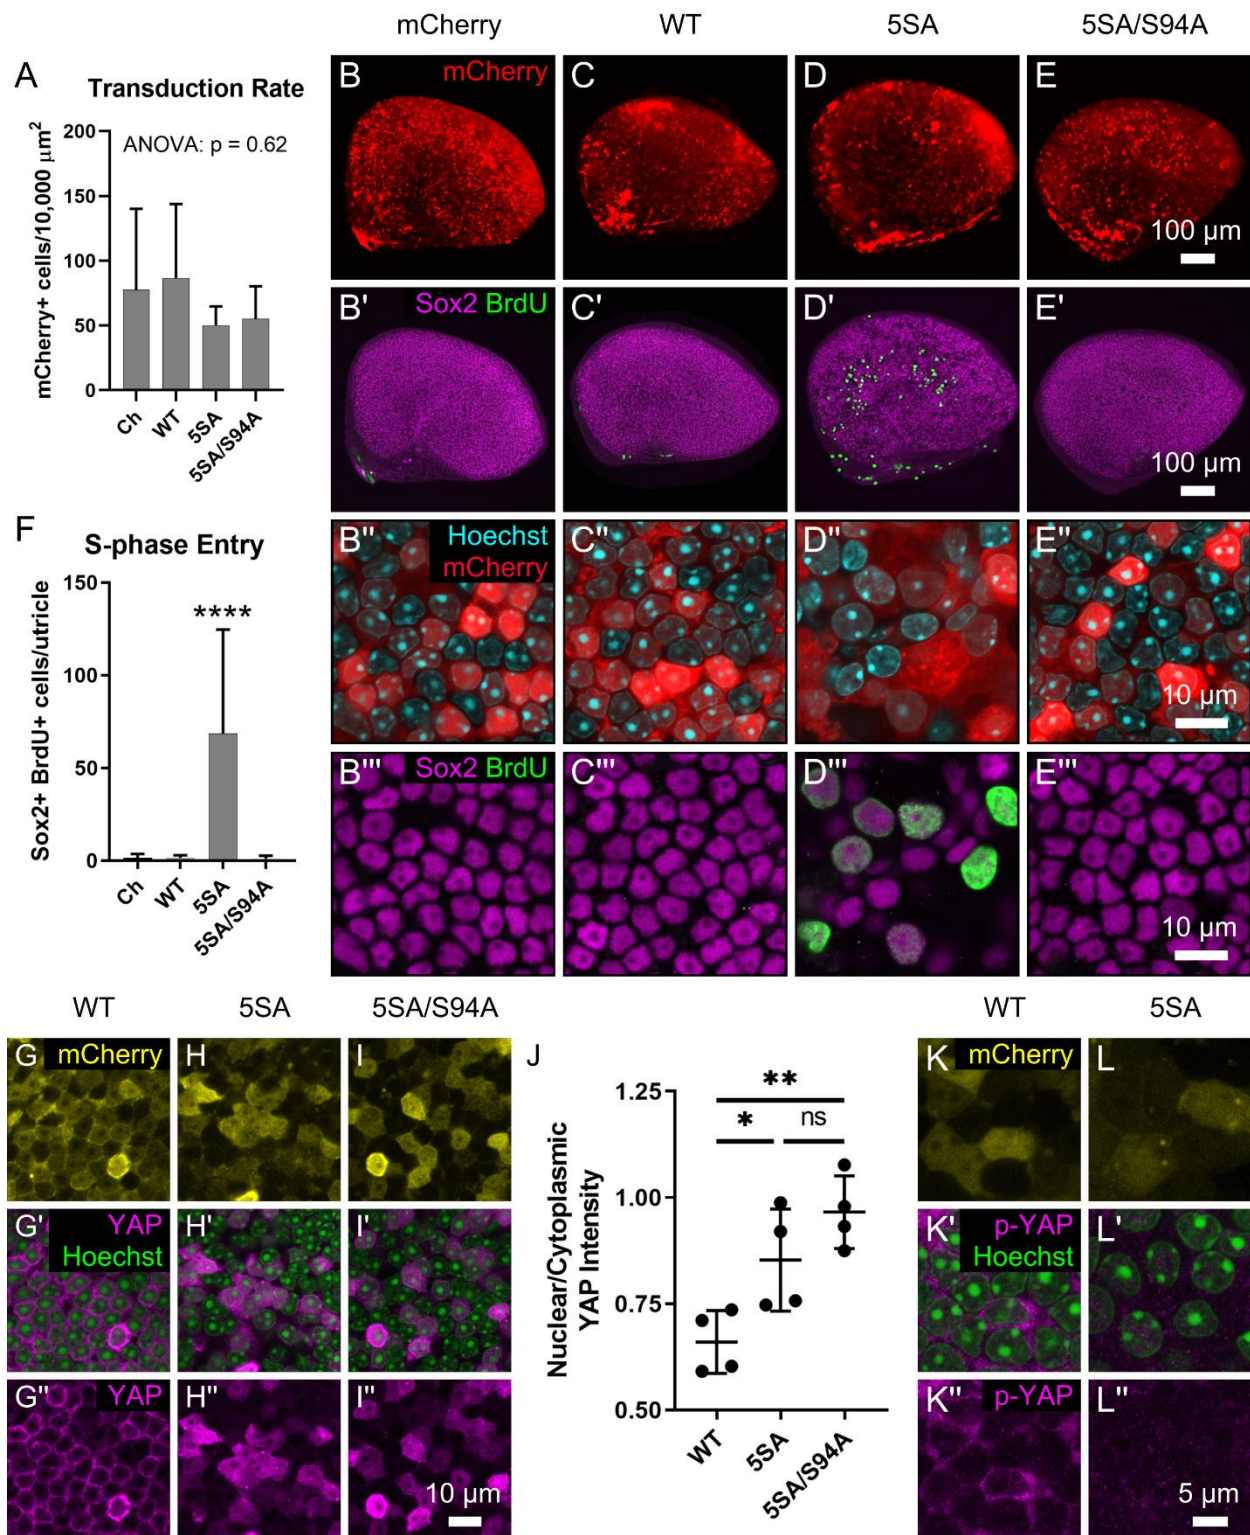 mCherry WT 5SA 5SA/S94A
A
Transduction Rate
ANOVA: p = 0.62
mCherry+ cells/10,000 µm²
200
150
100
50
0
Ch WT 5SA 5SA/S94A
B mCherry C D E
100 µm
B' Sox2 BrdU C' D' E'
100 µm
F
S-phase Entry
Sox2+ BrdU+ cells/utricle
150
100
50
0
****
Ch WT 5SA 5SA/S94A
B'' Hoechst C'' D'' E''
mCherry
10 µm
B''' Sox2 BrdU C''' D''' E'''
10 µm
WT 5SA 5SA/S94A
G mCherry H I
G' YAP H' I'
Hoechst
G'' YAP H'' I''
10 µm
J
Nuclear/Cytoplasmic
YAP Intensity
1.25
1.00
0.75
0.50
**
* ns
WT 5SA 5SA/S94A
WT 5SA
K mCherry L
K' p-YAP L'
Hoechst
K'' p-YAP L''
5 µm